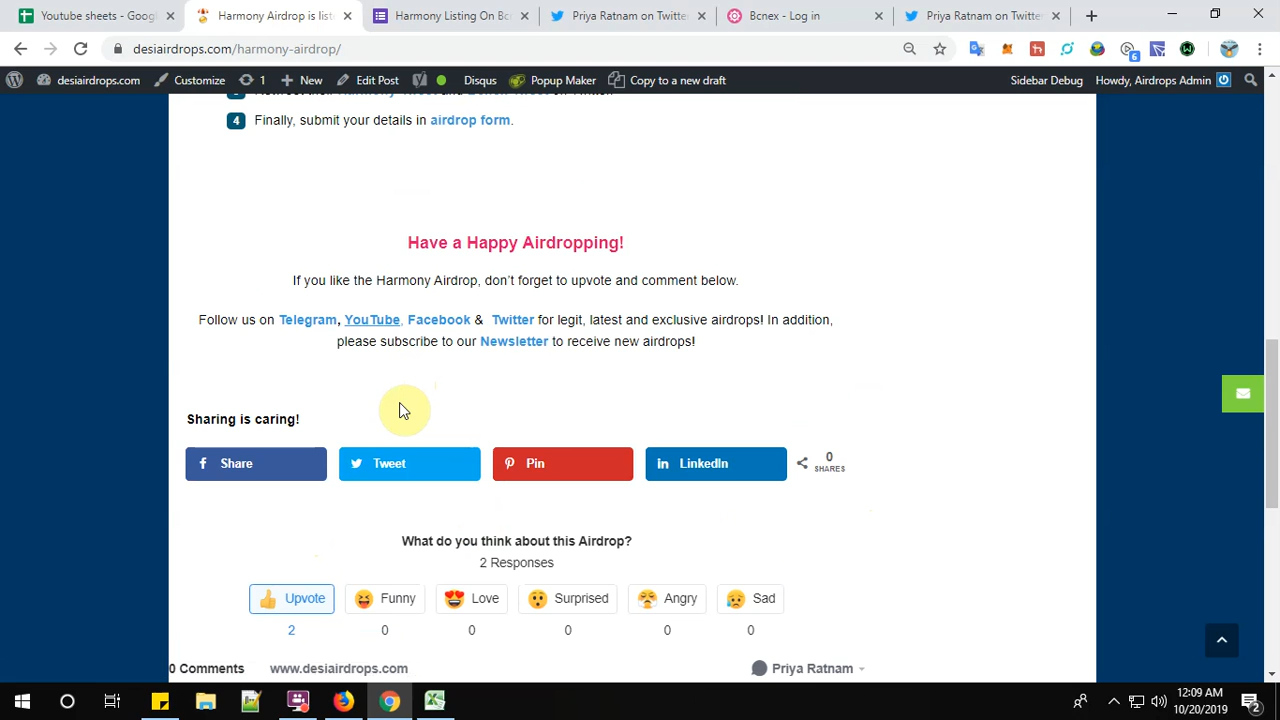 Youtube sheets - Goog
Harmony Airdrop is list
Harmony Listing On Bc
Priya Ratnam on Twitte
Bcnex - Log in
Priya Ratnam on Twitte
desiairdrops.com/harmony-airdrop/
6
desiairdrops.com
Customize
1
New
Edit Post
Disqus
Popup Maker
Copy to a new draft
Sidebar Debug
Howdy, Airdrops Admin
4 Finally, submit your details in airdrop form.
Have a Happy Airdropping!
If you like the Harmony Airdrop, don't forget to upvote and comment below.
Follow us on Telegram, YouTube, Facebook & Twitter for legit, latest and exclusive airdrops! In addition,
please subscribe to our Newsletter to receive new airdrops!
Sharing is caring!
Share
Tweet
Pin
LinkedIn
0
SHARES
What do you think about this Airdrop?
2 Responses
Upvote
Funny
Love
Surprised
Angry
Sad
2
0
0
0
0
0
0 Comments
www.desiairdrops.com
Priya Ratnam
12:09 AM
10/20/2019
2